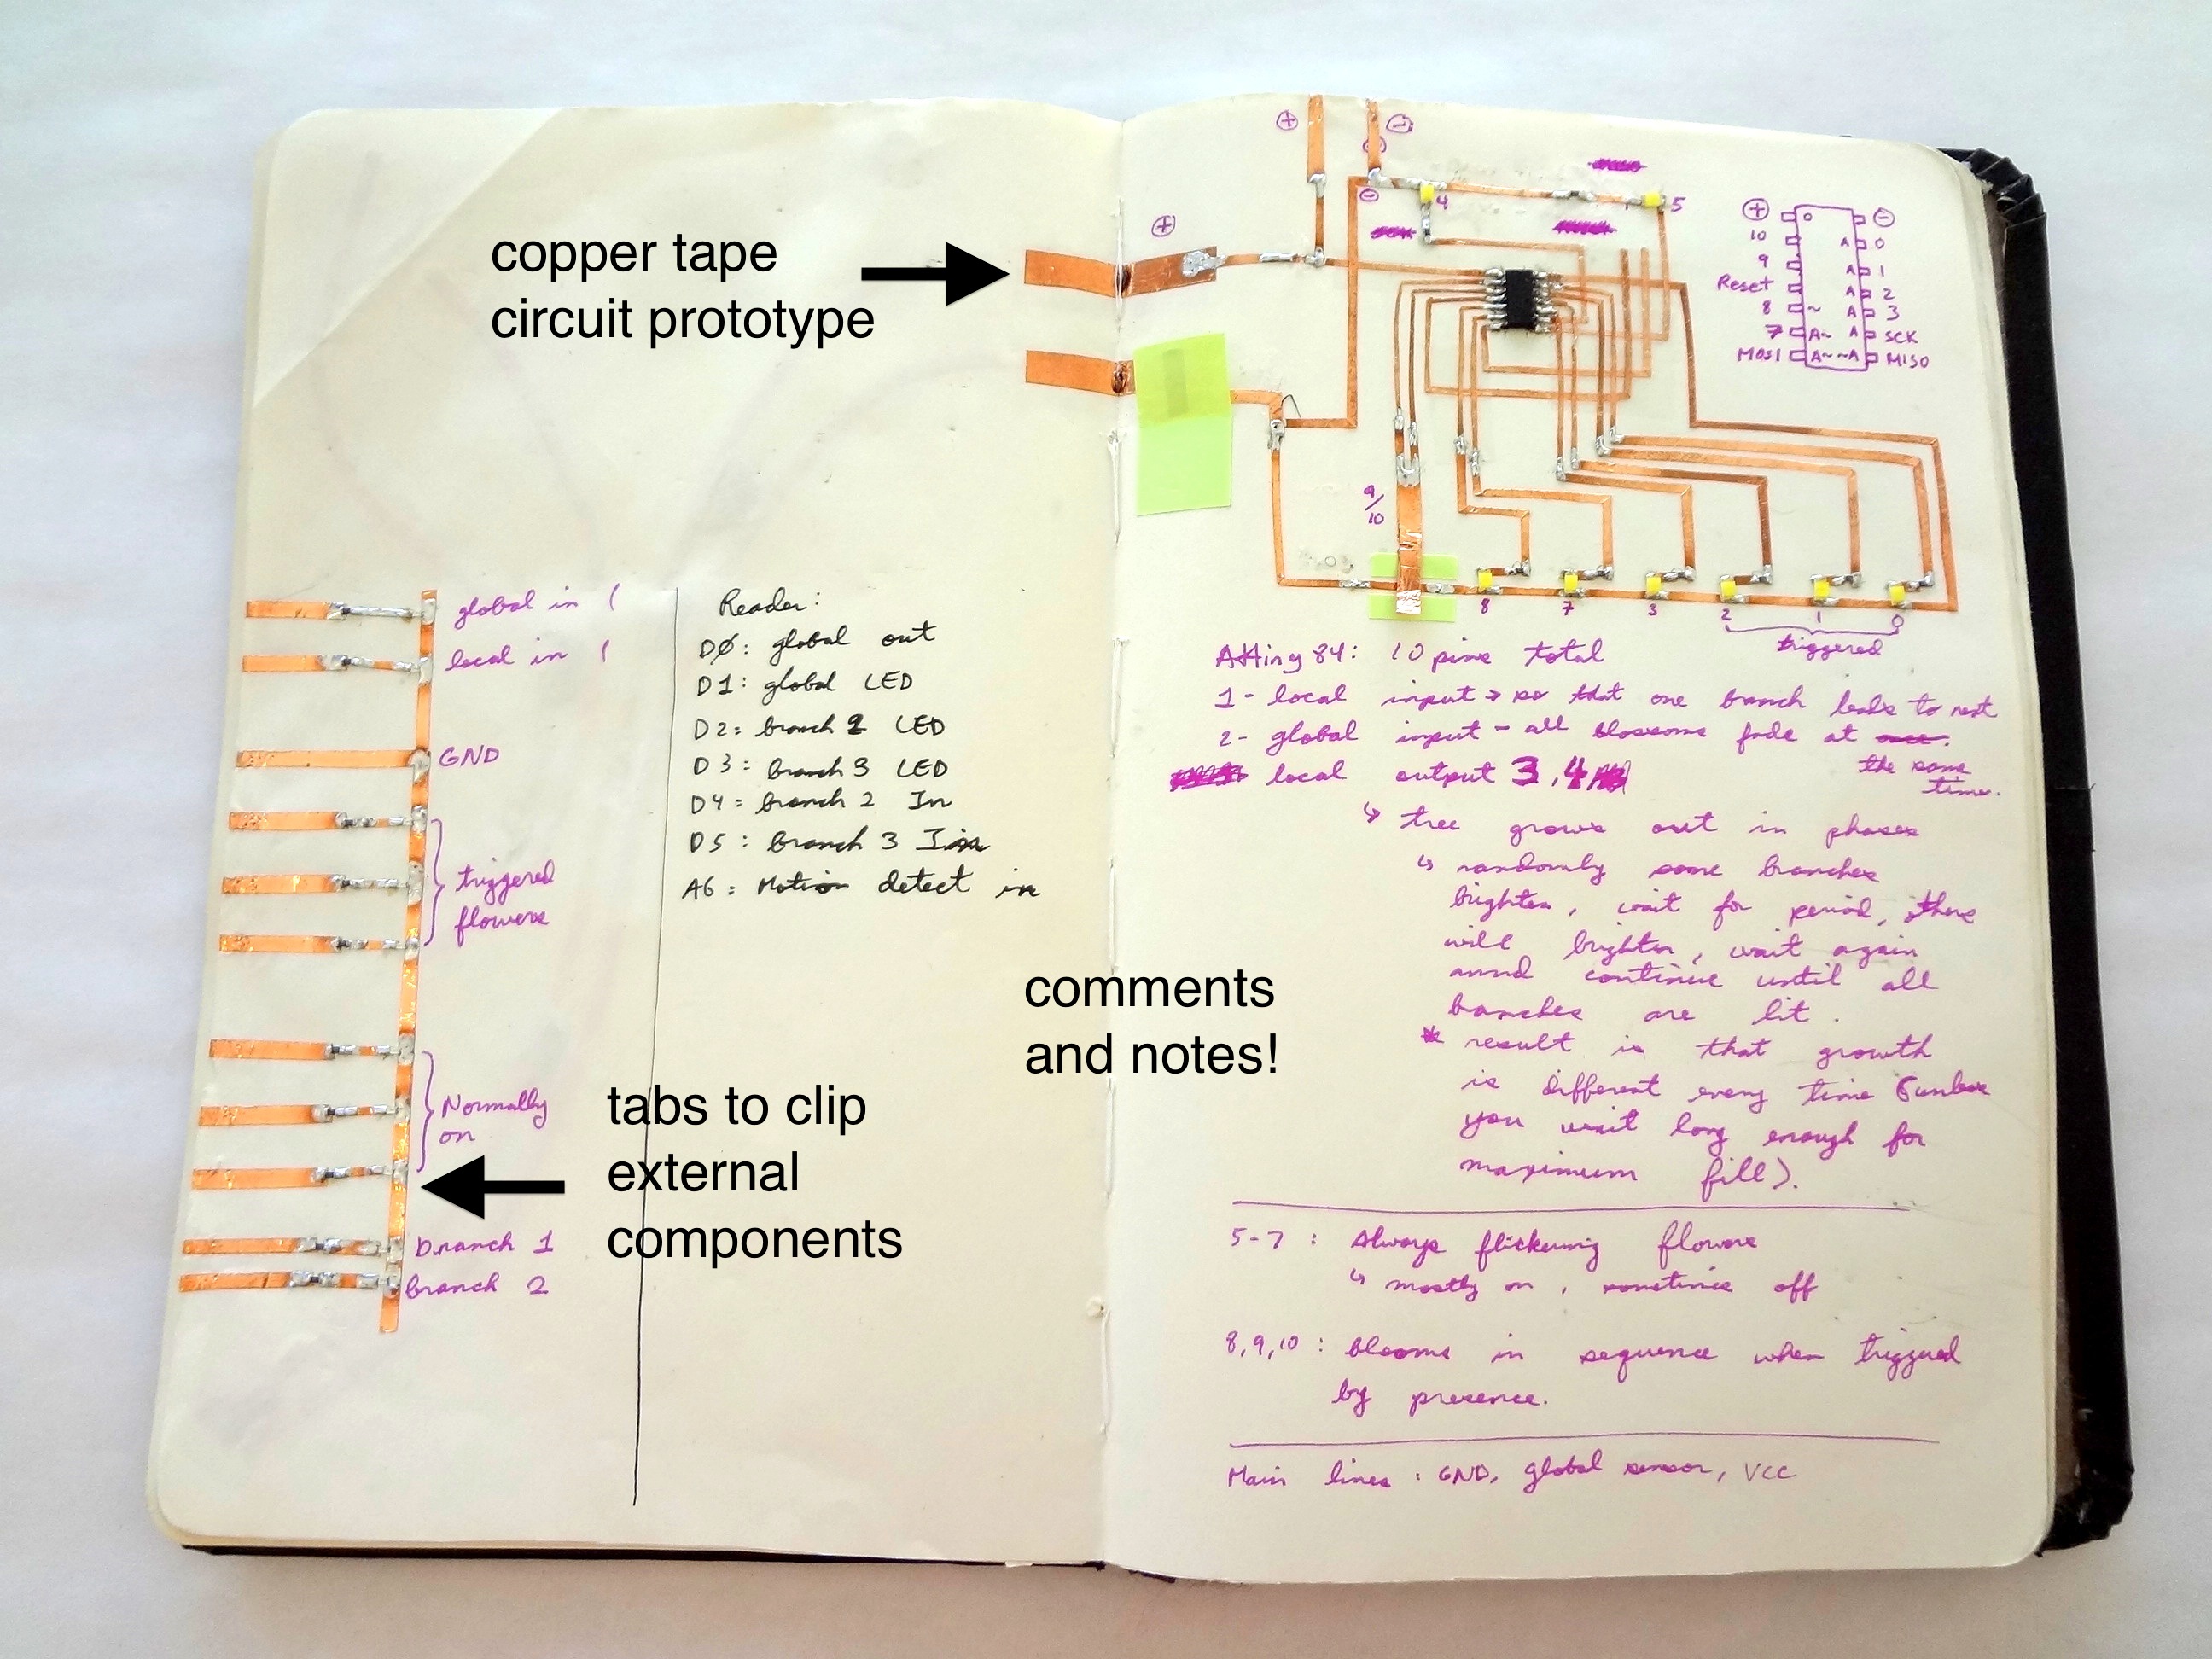 copper tape
circuit prototype
global in (
local in (
GND
triggered
flowers
Normally
on
branch 1
branch 2
tabs to clip
external
components
Reader:
DØ: global out
D1: global LED
D2: branch 2 LED
D3: branch 3 LED
D4: branch 2 In
D5: branch 3 In
A6: Motion detect in
comments
and notes!
+
+
-
-
4
5
+
-
10
A
0
9
A
1
Reset
A
2
8
~
A
3
7
A~
A
SCK
MOSI
A~
~A
MISO
9/10
8
7
3
2
1
0
triggered
Attiny 84: 10 pins total
1- local input → so that one branch leads to next
2- global input - all blossoms fade at once.
the same
time.
local output 3,4
↳ tree grows out in phases
↳ randomly some branches
brighten, wait for period, others
will brighten, wait again
annd continue until all
branches are lit.
* result is that growth
is different every time (unless
you wait long enough for
maximum fill).
5-7: Always flickering flowers
↳ mostly on, sometimes off
8,9,10: blooms in sequence when triggered
by presence.
Main lines: GND, global sensor, VCC